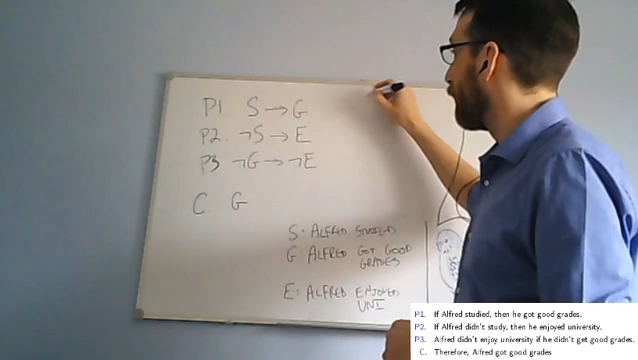 P1 S → G
P2. ¬S → E
P3 ¬G → ¬E
C. G
S: ALFRED STUDIED
G ALFRED GOT GOOD
GRADES
E: ALFRED ENJOYED
UNI
P1. If Alfred studied, then he got good grades.
P2. If Alfred didn't study, then he enjoyed university.
P3. Alfred didn't enjoy university if he didn't get good grades.
C. Therefore, Alfred got good grades